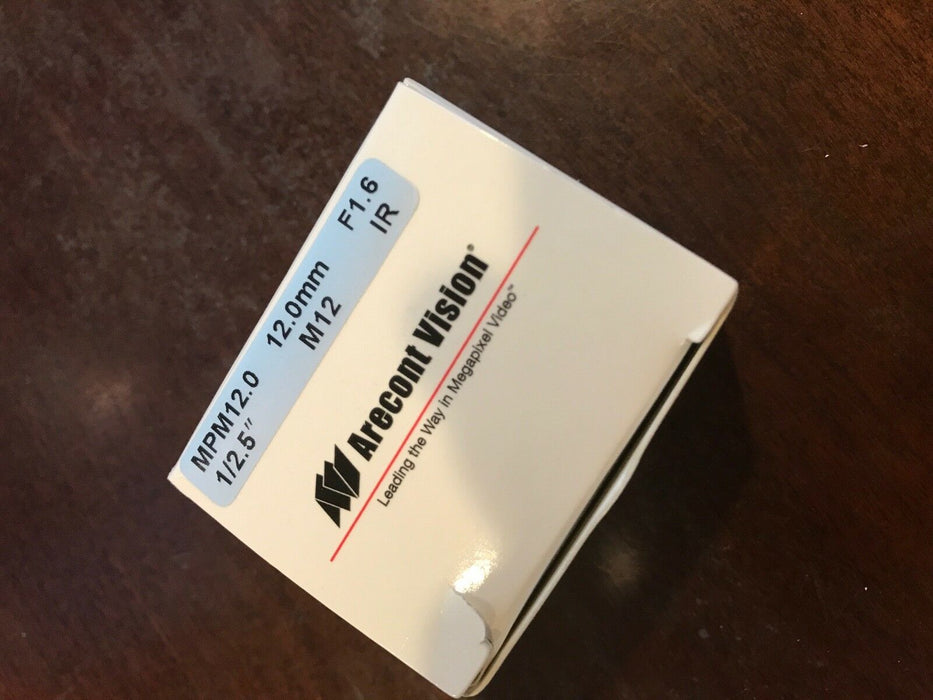 MPM12.0 12.0mm F1.6
1/2.5" M12 IR
Arecont Vision®
Leading the Way in Megapixel Video™